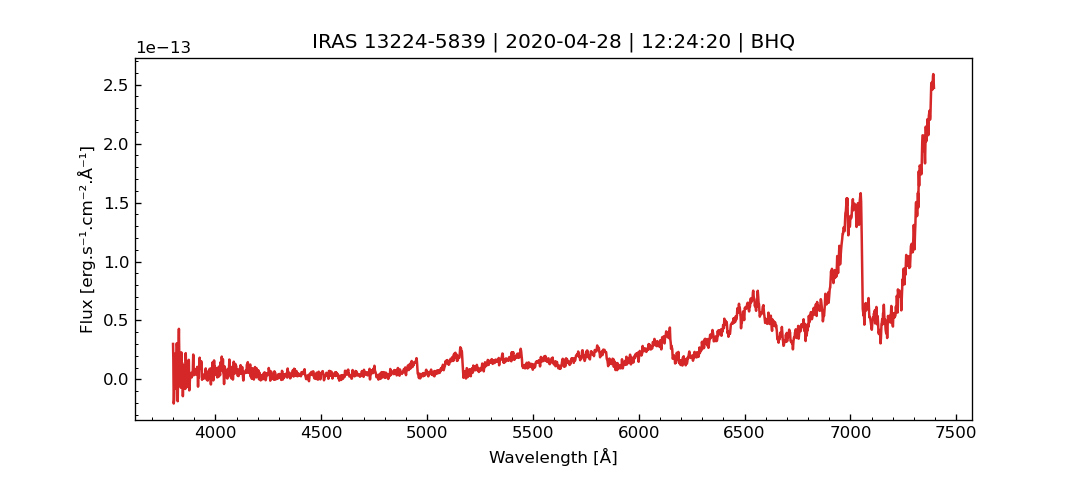 IRAS 13224-5839 | 2020-04-28 | 12:24:20 | BHQ
1e−13
2.5
2.0
1.5
1.0
0.5
0.0
Flux [erg.s⁻¹.cm⁻².Å⁻¹]
4000 4500 5000 5500 6000 6500 7000 7500
Wavelength [Å]